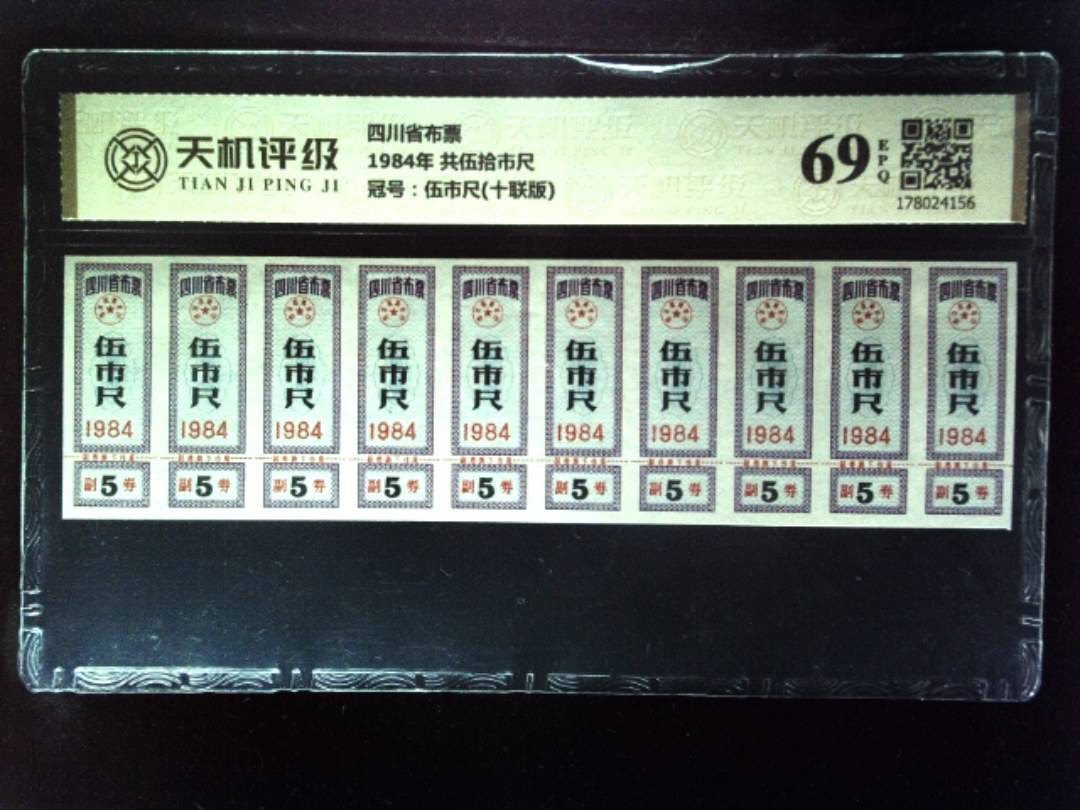 天机评级
TIAN JI PING JI
四川省布票
1984年 共伍拾市尺
冠号：伍市尺(十联版)
69
EPQ
178024156
四川省布票 四川省布票 四川省布票 四川省布票 四川省布票 四川省布票 四川省布票 四川省布票 四川省布票 四川省布票
伍市尺 伍市尺 伍市尺 伍市尺 伍市尺 伍市尺 伍市尺 伍市尺 伍市尺 伍市尺
1984 1984 1984 1984 1984 1984 1984 1984 1984 1984
副5券 副5券 副5券 副5券 副5券 副5券 副5券 副5券 副5券 副5券